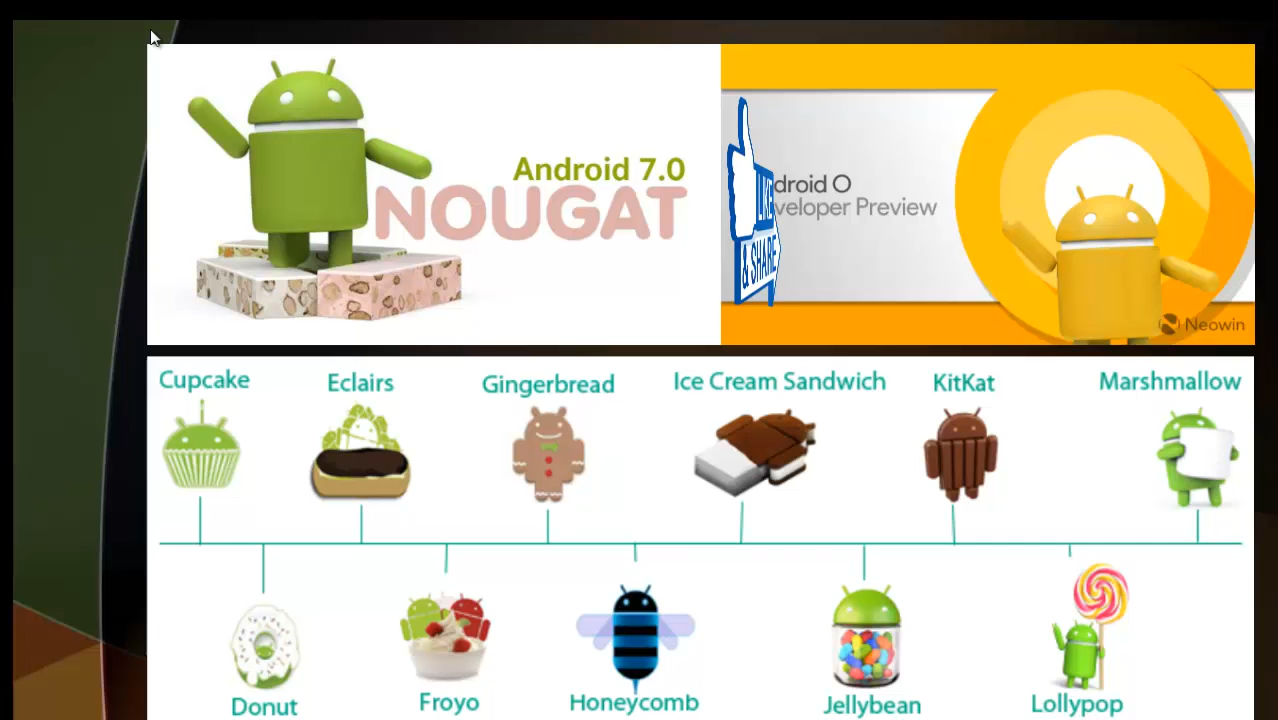 Android 7.0
NOUGAT
droid O
veloper Preview
LIKE
& SHARE
Neowin
Cupcake
Eclairs
Gingerbread
Ice Cream Sandwich
KitKat
Marshmallow
Donut
Froyo
Honeycomb
Jellybean
Lollypop